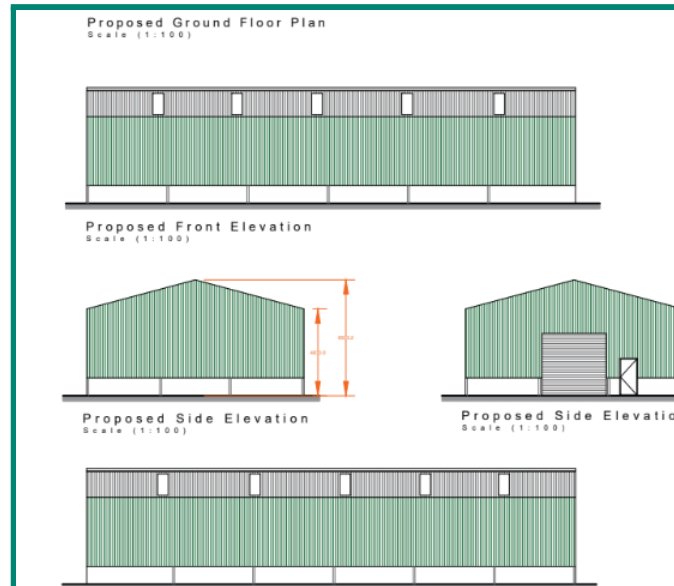 Proposed Ground Floor Plan
Scale (1:100)
Proposed Front Elevation
Scale (1:100)
Proposed Side Elevation
Scale (1:100)
Proposed Side Elevatio
Scale (1:100)